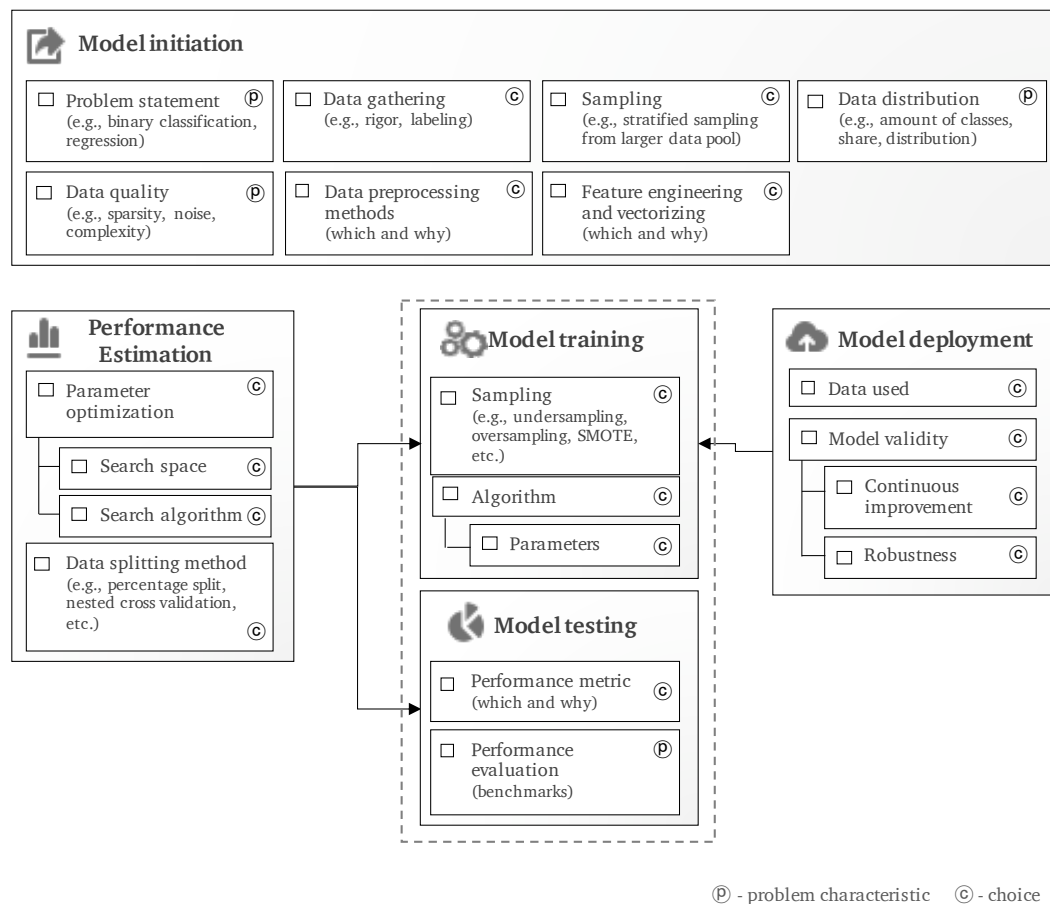 Model initiation
Problem statement ⓟ
(e.g., binary classification,
regression)
Data gathering ⓒ
(e.g., rigor, labeling)
Sampling ⓒ
(e.g., stratified sampling
from larger data pool)
Data distribution ⓟ
(e.g., amount of classes,
share, distribution)
Data quality ⓟ
(e.g., sparsity, noise,
complexity)
Data preprocessing ⓒ
methods
(which and why)
Feature engineering ⓒ
and vectorizing
(which and why)
Performance
Estimation
Parameter ⓒ
optimization
Search space ⓒ
Search algorithm ⓒ
Data splitting method
(e.g., percentage split,
nested cross validation,
etc.) ⓒ
Model training
Sampling ⓒ
(e.g., undersampling,
oversampling, SMOTE,
etc.)
Algorithm ⓒ
Parameters ⓒ
Model testing
Performance metric ⓒ
(which and why)
Performance ⓟ
evaluation
(benchmarks)
Model deployment
Data used ⓒ
Model validity ⓒ
Continuous ⓒ
improvement
Robustness ⓒ
ⓟ - problem characteristic ⓒ - choice